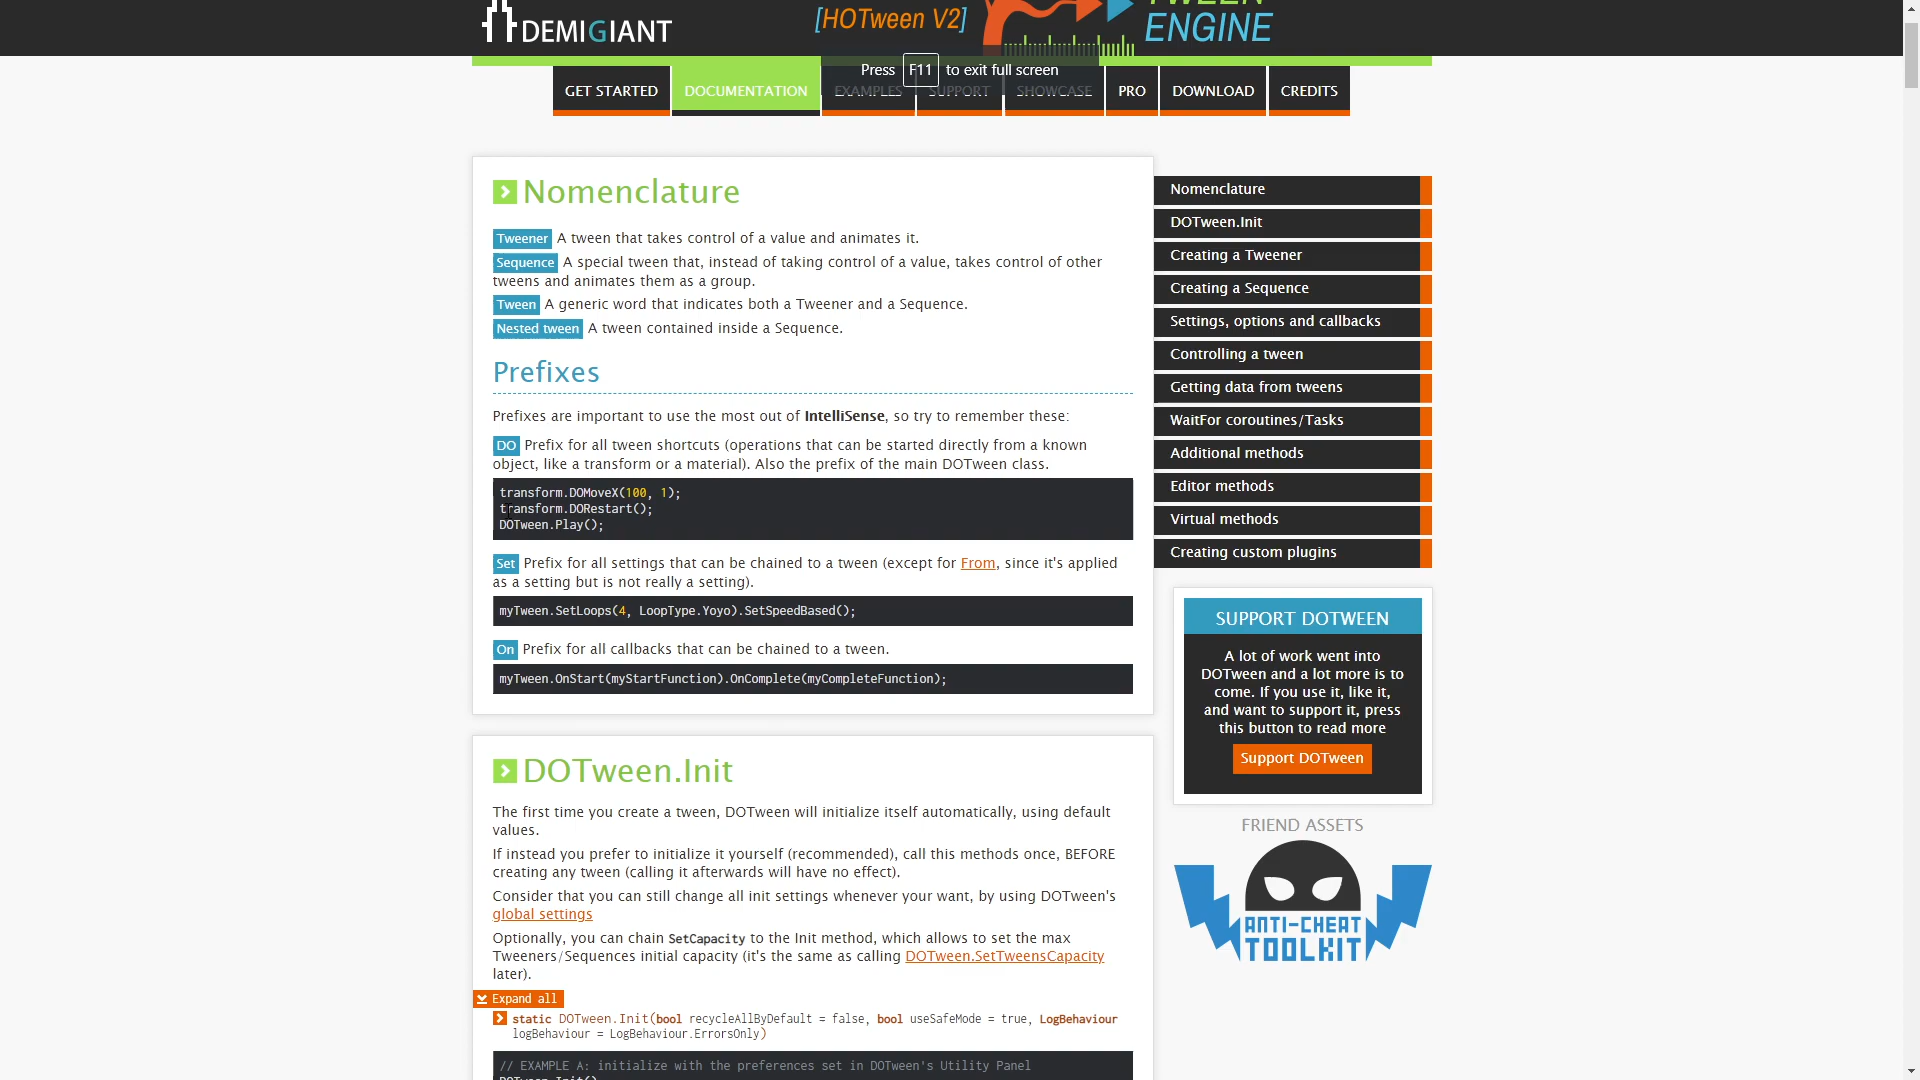 DEMIGIANT
[HOTween V2]
TWEEN
ENGINE
Press F11 to exit full screen
GET STARTED
DOCUMENTATION
EXAMPLES
SUPPORT
SHOWCASE
PRO
DOWNLOAD
CREDITS
Nomenclature
Tweener A tween that takes control of a value and animates it.
Sequence A special tween that, instead of taking control of a value, takes control of other
tweens and animates them as a group.
Tween A generic word that indicates both a Tweener and a Sequence.
Nested tween A tween contained inside a Sequence.
Prefixes
Prefixes are important to use the most out of IntelliSense, so try to remember these:
DO Prefix for all tween shortcuts (operations that can be started directly from a known
object, like a transform or a material). Also the prefix of the main DOTween class.
transform.DOMoveX(100, 1);
transform.DORestart();
DOTween.Play();
Set Prefix for all settings that can be chained to a tween (except for From, since it's applied
as a setting but is not really a setting).
myTween.SetLoops(4, LoopType.Yoyo).SetSpeedBased();
On Prefix for all callbacks that can be chained to a tween.
myTween.OnStart(myStartFunction).OnComplete(myCompleteFunction);
DOTween.Init
The first time you create a tween, DOTween will initialize itself automatically, using default
values.
If instead you prefer to initialize it yourself (recommended), call this methods once, BEFORE
creating any tween (calling it afterwards will have no effect).
Consider that you can still change all init settings whenever your want, by using DOTween's
global settings
Optionally, you can chain SetCapacity to the Init method, which allows to set the max
Tweeners/Sequences initial capacity (it's the same as calling DOTween.SetTweensCapacity
later).
Expand all
static DOTween.Init(bool recycleAllByDefault = false, bool useSafeMode = true, LogBehaviour
logBehaviour = LogBehaviour.ErrorsOnly)
// EXAMPLE A: initialize with the preferences set in DOTween's Utility Panel
DOTween.Init();
Nomenclature
DOTween.Init
Creating a Tweener
Creating a Sequence
Settings, options and callbacks
Controlling a tween
Getting data from tweens
WaitFor coroutines/Tasks
Additional methods
Editor methods
Virtual methods
Creating custom plugins
SUPPORT DOTWEEN
A lot of work went into
DOTween and a lot more is to
come. If you use it, like it,
and want to support it, press
this button to read more
Support DOTween
FRIEND ASSETS
ANTI-CHEAT
TOOLKIT